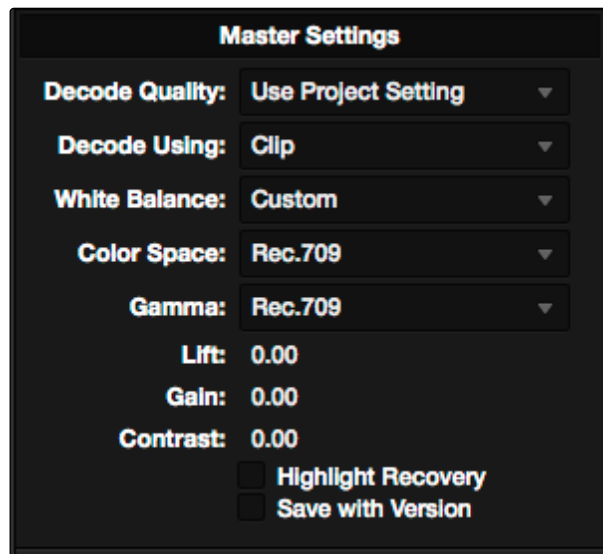 Master Settings
Decode Quality: Use Project Setting
Decode Using: Clip
White Balance: Custom
Color Space: Rec.709
Gamma: Rec.709
Lift: 0.00
Gain: 0.00
Contrast: 0.00
Highlight Recovery
Save with Version